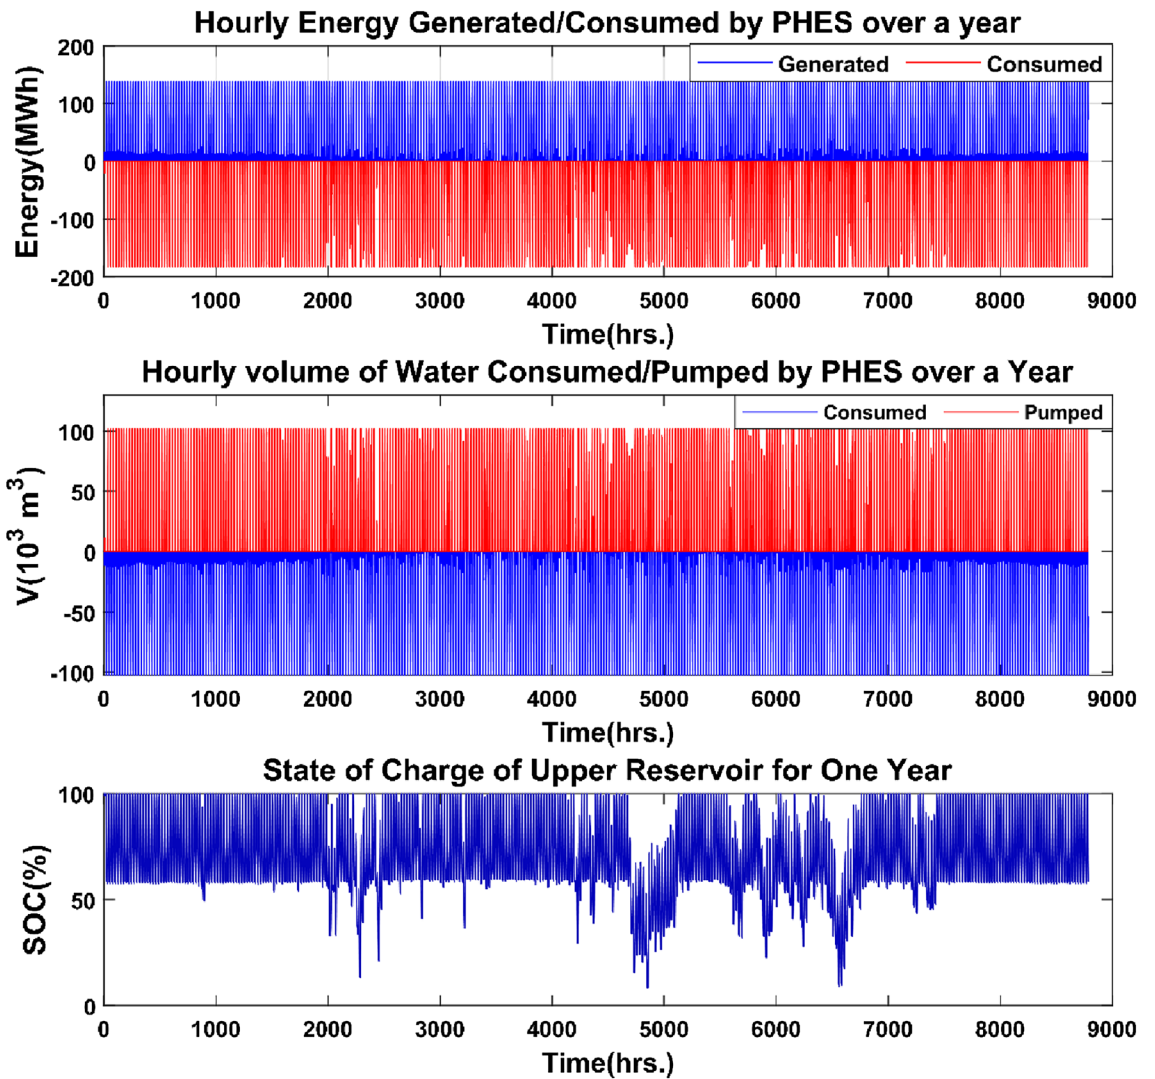 Hourly Energy Generated/Consumed by PHES over a year
Generated Consumed
Energy(MWh)
200
100
0
-100
-200
0 1000 2000 3000 4000 5000 6000 7000 8000 9000
Time(hrs.)
Hourly volume of Water Consumed/Pumped by PHES over a Year
Consumed Pumped
V(10³ m³)
100
50
0
-50
-100
0 1000 2000 3000 4000 5000 6000 7000 8000 9000
Time(hrs.)
State of Charge of Upper Reservoir for One Year
SOC(%)
100
50
0
0 1000 2000 3000 4000 5000 6000 7000 8000 9000
Time(hrs.)